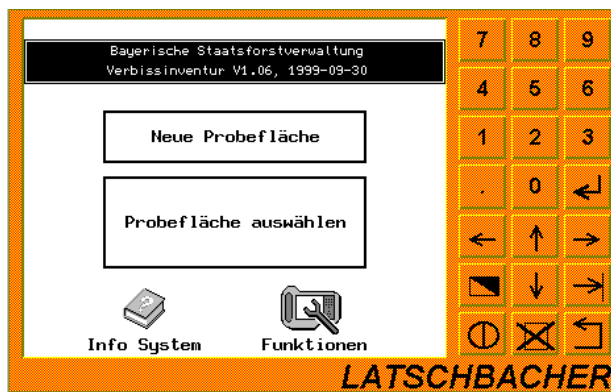 Bayerische Staatsforstverwaltung
Verbissinventur V1.06, 1999-09-30
Neue Probefläche
Probefläche auswählen
Info System
Funktionen
7 8 9
4 5 6
1 2 3
. 0
LATSCHBACHER